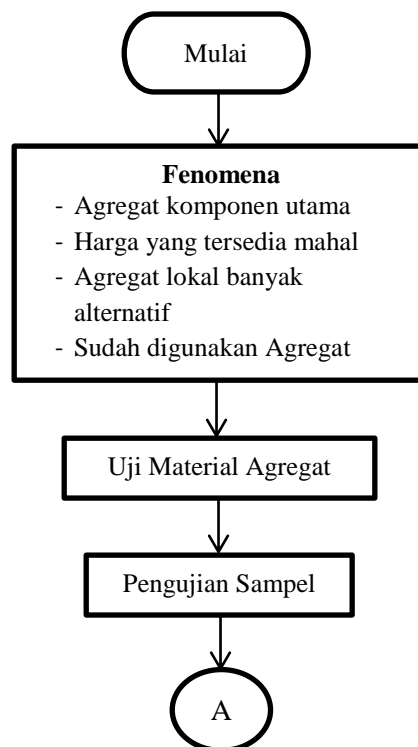 Mulai
Fenomena
- Agregat komponen utama
- Harga yang tersedia mahal
- Agregat lokal banyak
alternatif
- Sudah digunakan Agregat
Uji Material Agregat
Pengujian Sampel
A